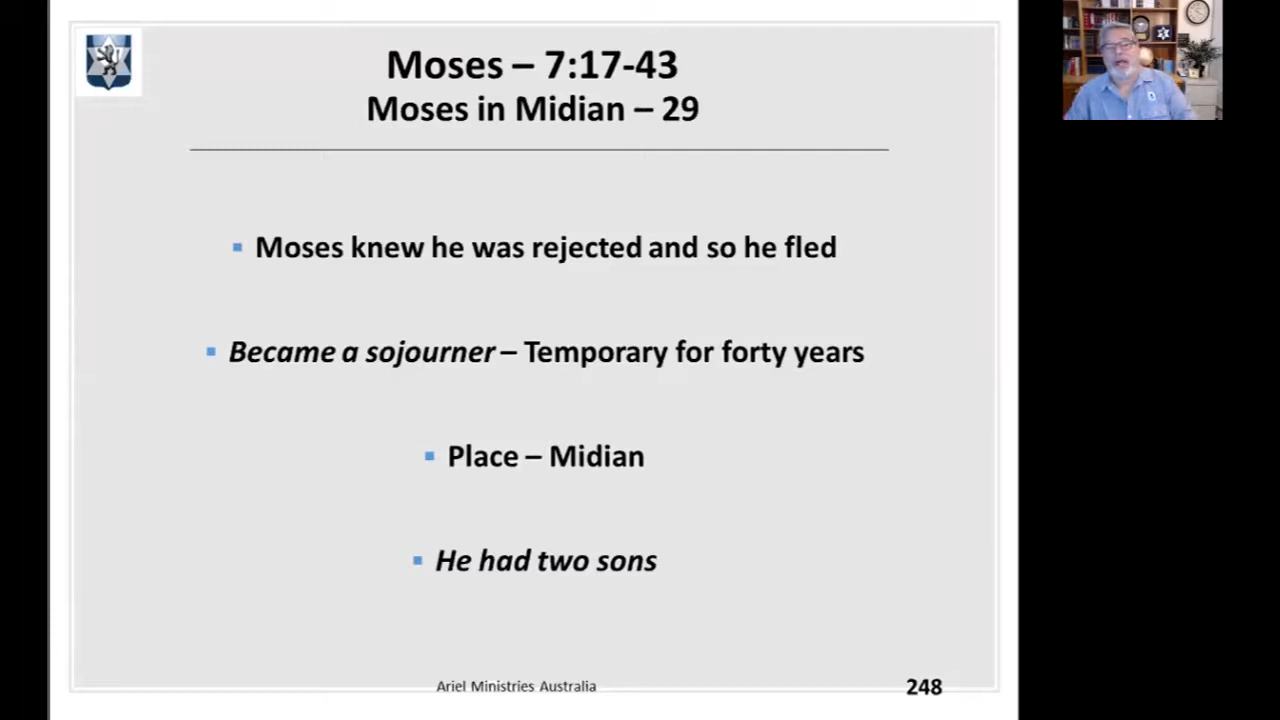 Moses – 7:17-43
Moses in Midian – 29
Moses knew he was rejected and so he fled
Became a sojourner – Temporary for forty years
Place – Midian
He had two sons
Ariel Ministries Australia
248